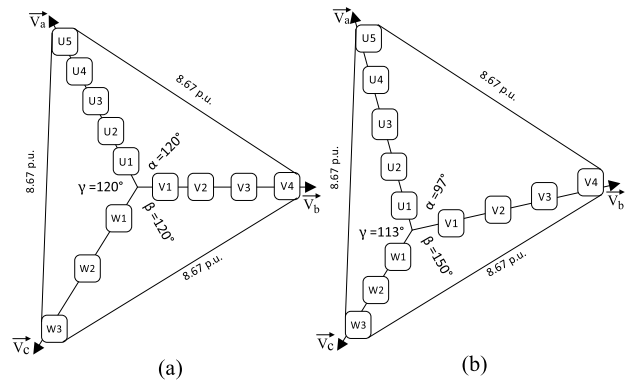 Va
U5
U4
U3
U2
U1
8.67 p.u.
8.67 p.u.
α =120°
γ =120°
β =120°
V1
V2
V3
V4
Vb
W1
W2
W3
8.67 p.u.
Vc
(a)
Va
U5
U4
U3
U2
U1
8.67 p.u.
8.67 p.u.
α =97°
γ =113°
β =150°
V1
V2
V3
V4
Vb
W1
W2
W3
8.67 p.u.
Vc
(b)